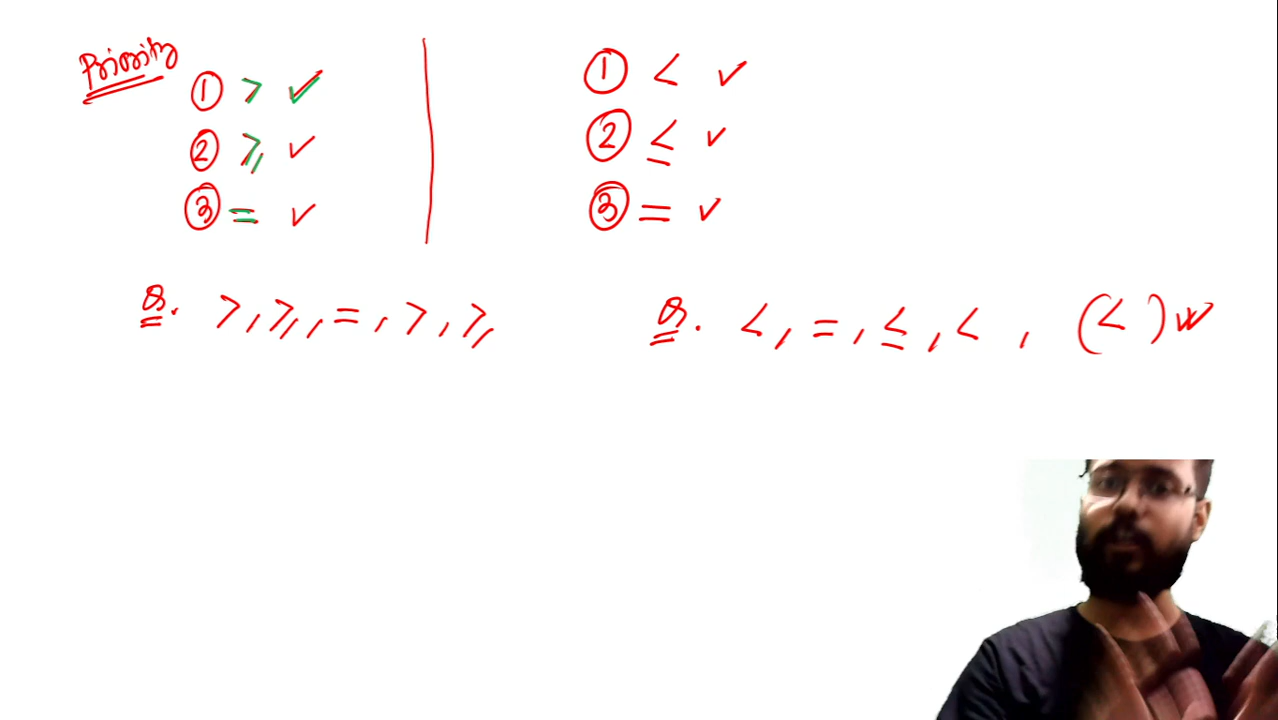 Priority
① > ✓
② ≥ ✓
③ = ✓
① < ✓
② ≤ ✓
③ = ✓
Q. >, ≥, =, >, ≥,
Q. <, =, ≤, <, (<)